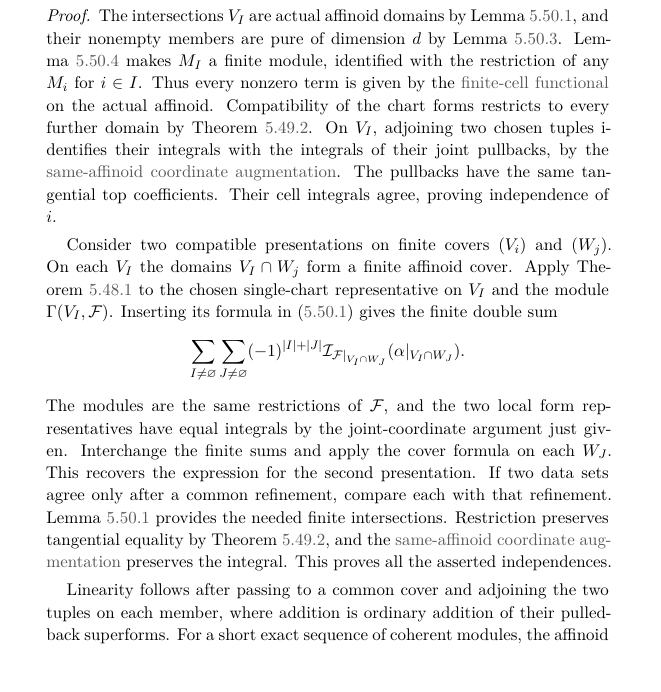 Proof. The intersections V_I are actual affinoid domains by Lemma 5.50.1, and
their nonempty members are pure of dimension d by Lemma 5.50.3. Lem-
ma 5.50.4 makes M_I a finite module, identified with the restriction of any
M_i for i ∈ I. Thus every nonzero term is given by the finite-cell functional
on the actual affinoid. Compatibility of the chart forms restricts to every
further domain by Theorem 5.49.2. On V_I, adjoining two chosen tuples i-
dentifies their integrals with the integrals of their joint pullbacks, by the
same-affinoid coordinate augmentation. The pullbacks have the same tan-
gential top coefficients. Their cell integrals agree, proving independence of
i.
Consider two compatible presentations on finite covers (V_i) and (W_j).
On each V_I the domains V_I ∩ W_j form a finite affinoid cover. Apply The-
orem 5.48.1 to the chosen single-chart representative on V_I and the module
Γ(V_I, F). Inserting its formula in (5.50.1) gives the finite double sum
∑_{I≠∅} ∑_{J≠∅} (−1)^{|I|+|J|} I_{F|_{V_I∩W_J}} (α|_{V_I∩W_J}).
The modules are the same restrictions of F, and the two local form rep-
resentatives have equal integrals by the joint-coordinate argument just giv-
en. Interchange the finite sums and apply the cover formula on each W_J.
This recovers the expression for the second presentation. If two data sets
agree only after a common refinement, compare each with that refinement.
Lemma 5.50.1 provides the needed finite intersections. Restriction preserves
tangential equality by Theorem 5.49.2, and the same-affinoid coordinate aug-
mentation preserves the integral. This proves all the asserted independences.
Linearity follows after passing to a common cover and adjoining the two
tuples on each member, where addition is ordinary addition of their pulled-
back superforms. For a short exact sequence of coherent modules, the affinoid